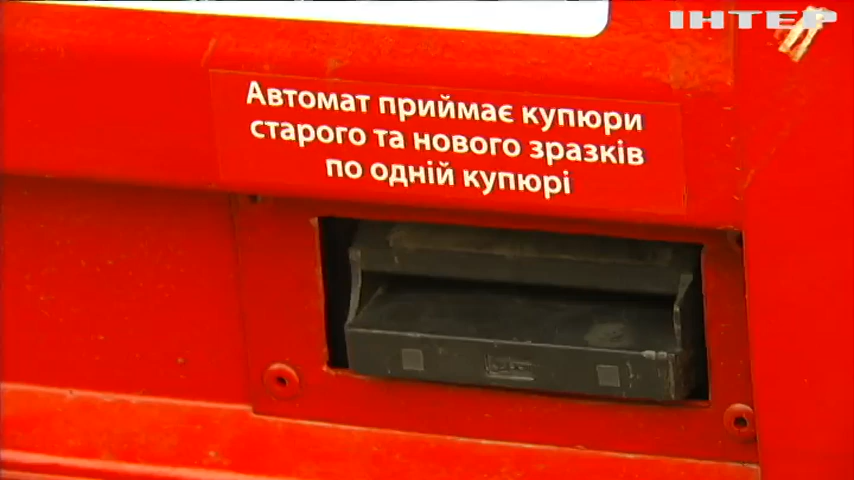 ІНТЕР
Автомат приймає купюри
старого та нового зразків
по одній купюрі